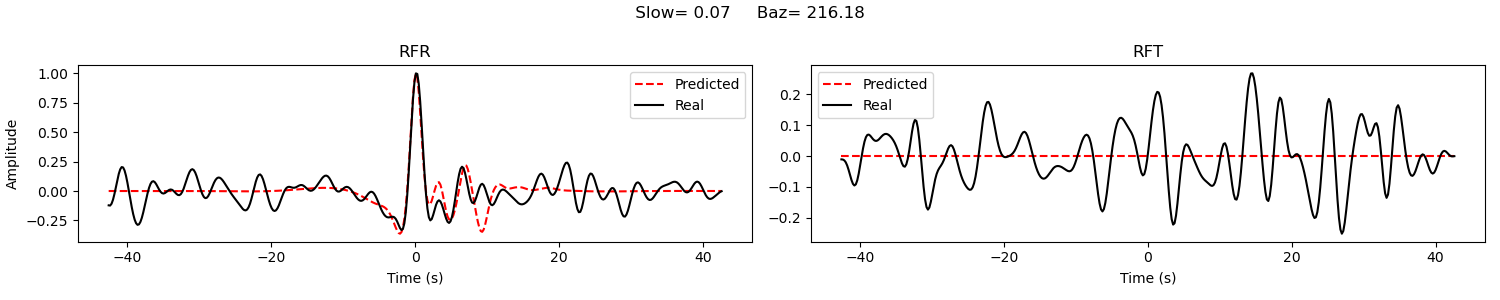 Slow= 0.07 Baz= 216.18
RFR
RFT
Amplitude
1.00
0.75
0.50
0.25
0.00
−0.25
Predicted
Real
−40
−20
0
20
40
Time (s)
0.2
0.1
0.0
−0.1
−0.2
Predicted
Real
−40
−20
0
20
40
Time (s)